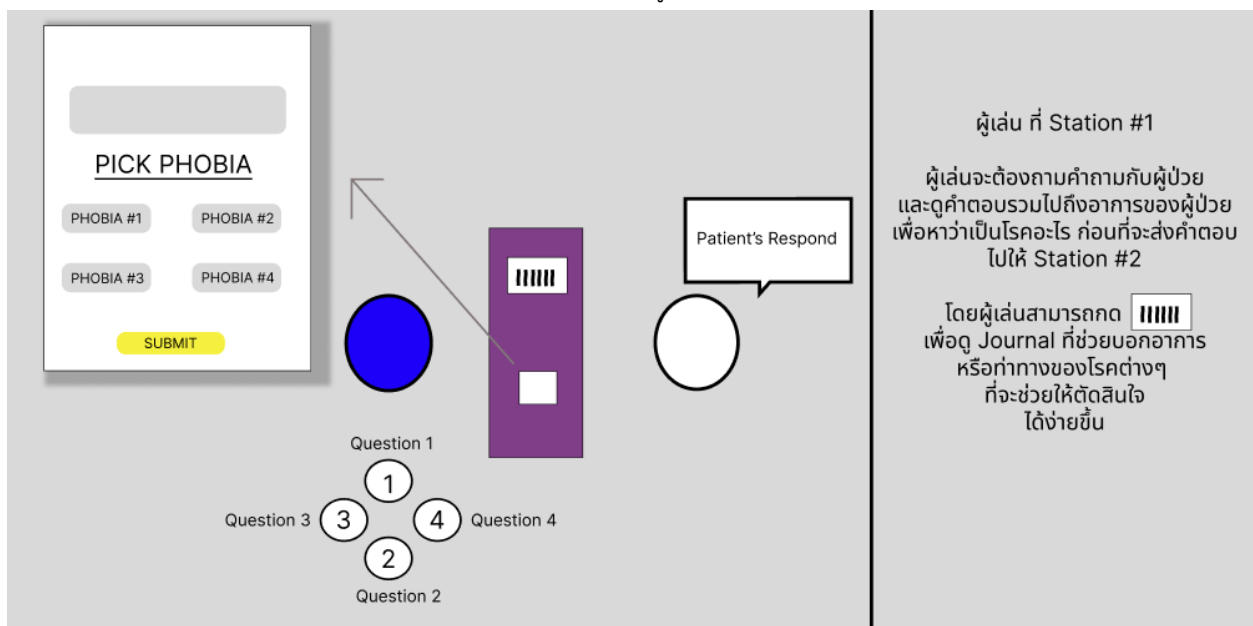 PICK PHOBIA
PHOBIA #1
PHOBIA #2
PHOBIA #3
PHOBIA #4
SUBMIT
Patient's Respond
Question 1
1
Question 3
3
4
Question 4
2
Question 2
ผู้เล่น ที่ Station #1
ผู้เล่นจะต้องถามคำถามกับผู้ป่วย
และดูคำตอบรวมไปถึงอาการของผู้ป่วย
เพื่อหาว่าเป็นโรคอะไร ก่อนที่จะส่งคำตอบ
ไปให้ Station #2
โดยผู้เล่นสามารถกด
เพื่อดู Journal ที่ช่วยบอกอาการ
หรือท่าทางของโรคต่างๆ
ที่จะช่วยให้ตัดสินใจ
ได้ง่ายขึ้น